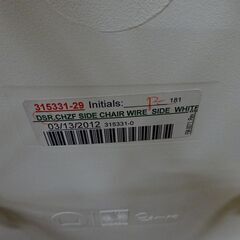 315331-29 Initials: 181
DSR,CHZF SIDE CHAIR WIRE SIDE WHITE
03/13/2012 315331-0